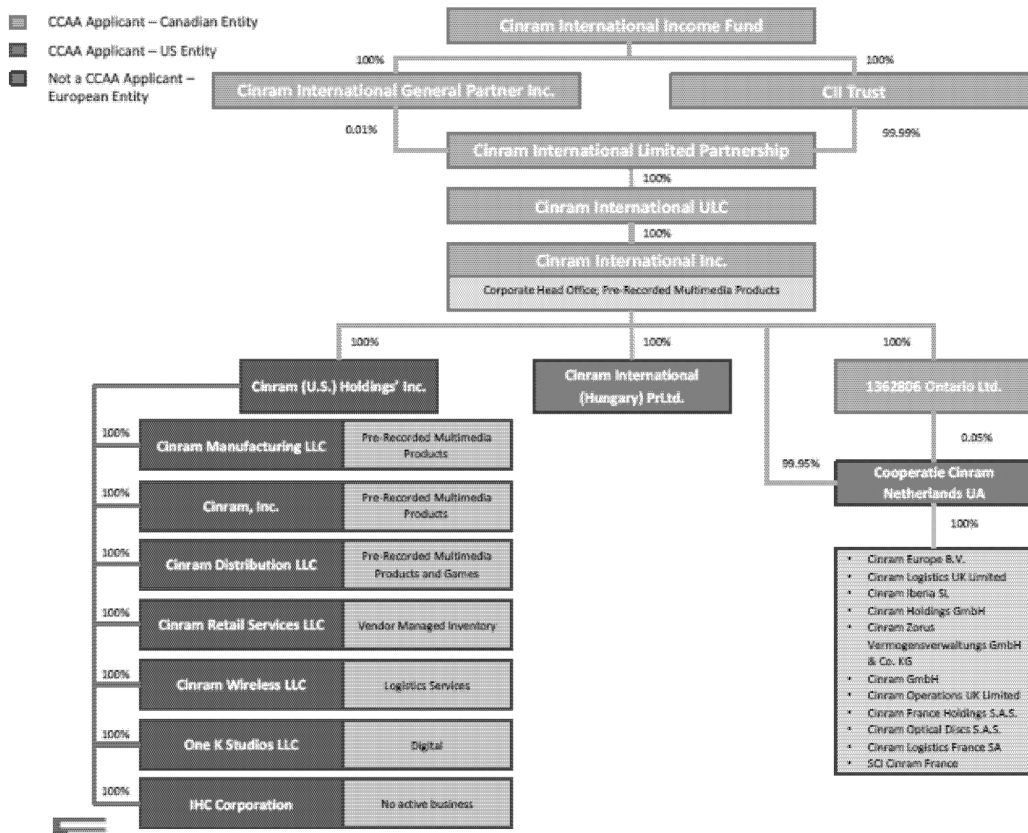 CCAA Applicant – Canadian Entity
CCAA Applicant – US Entity
Not a CCAA Applicant –
European Entity
Cinram International Income Fund
100%
100%
Cinram International General Partner Inc.
CII Trust
0.01%
99.99%
Cinram International Limited Partnership
100%
Cinram International ULC
100%
Cinram International Inc.
Corporate Head Office; Pre-Recorded Multimedia Products
100%
100%
100%
Cinram (U.S.) Holdings' Inc.
Cinram International
(Hungary) PrLtd.
1362806 Ontario Ltd.
0.05%
99.95%
Cooperatie Cinram
Netherlands UA
100%
• Cinram Europe B.V.
• Cinram Logistics UK Limited
• Cinram Iberia SL
• Cinram Holdings GmbH
• Cinram Zorus
Vermogensverwaltungs GmbH
& Co. KG
• Cinram GmbH
• Cinram Operations UK Limited
• Cinram France Holdings S.A.S.
• Cinram Optical Discs S.A.S.
• Cinram Logistics France SA
• SCI Cinram France
100%
Cinram Manufacturing LLC
Pre-Recorded Multimedia
Products
100%
Cinram, Inc.
Pre-Recorded Multimedia
Products
100%
Cinram Distribution LLC
Pre-Recorded Multimedia
Products and Games
100%
Cinram Retail Services LLC
Vendor Managed Inventory
100%
Cinram Wireless LLC
Logistics Services
100%
One K Studios LLC
Digital
100%
IHC Corporation
No active business